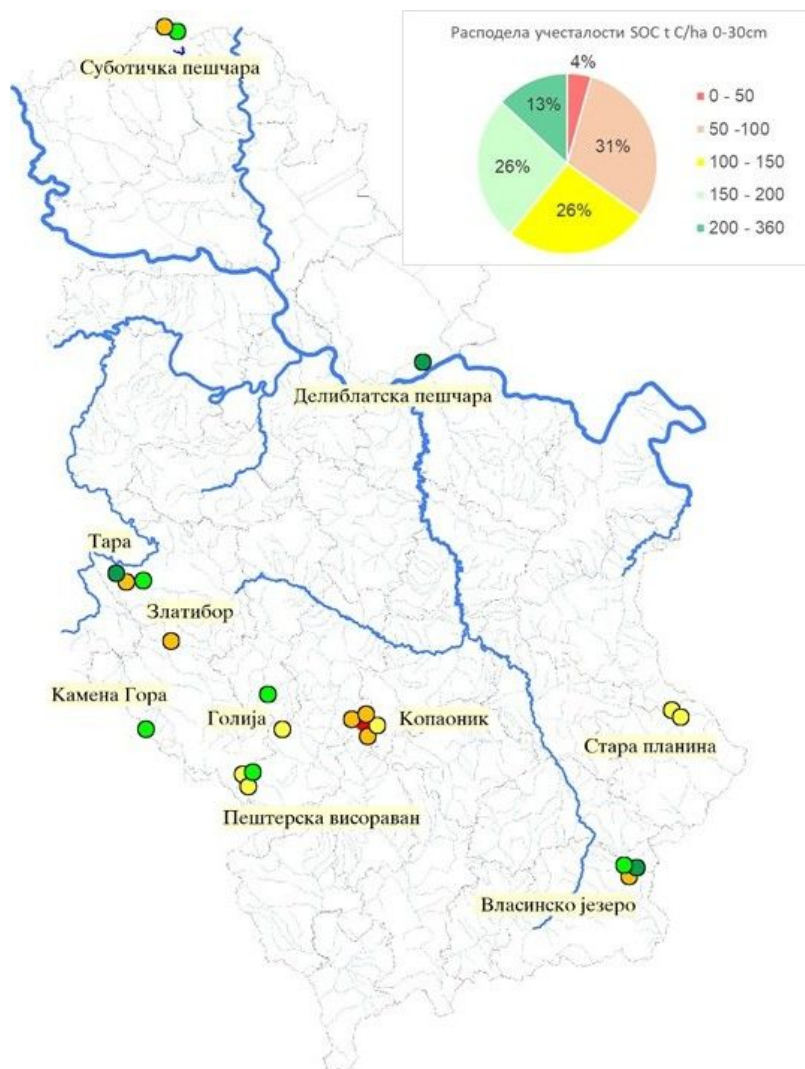 Расподела учесталости SOC t C/ha 0-30cm
4%
13%
31%
26%
26%
0 - 50
50 -100
100 - 150
150 - 200
200 - 360
Суботичка пешчара
Делиблатска пешчара
Тара
Златибор
Камена Гора
Голија
Копаоник
Стара планина
Пештерска висораван
Власинско језеро